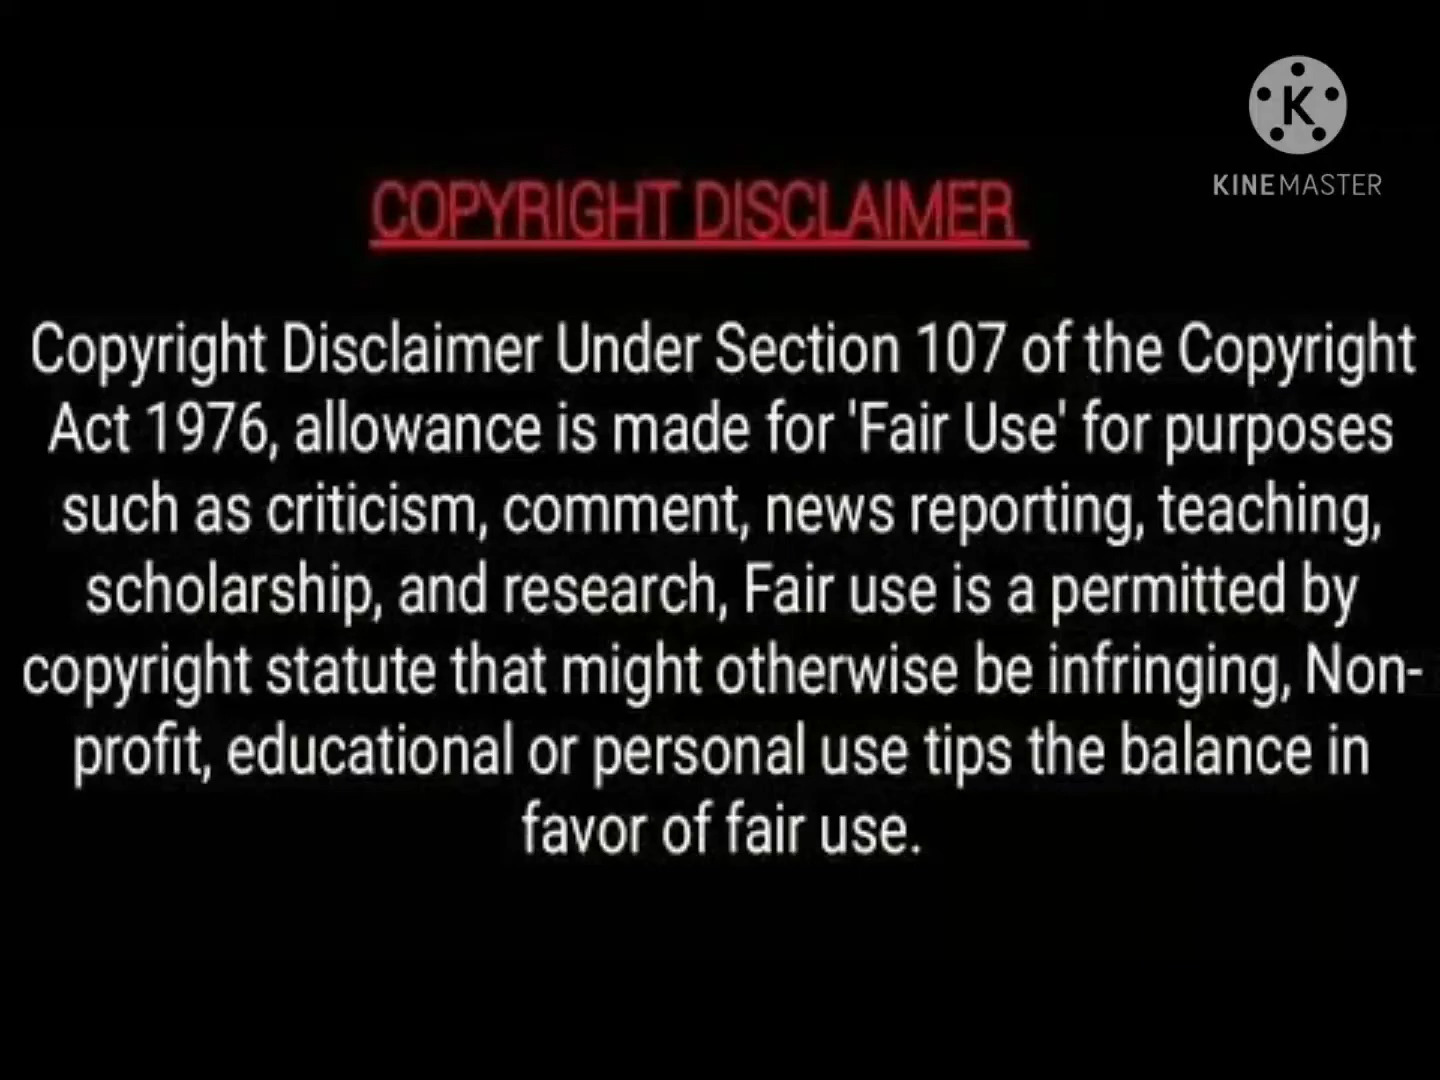 K
KINEMASTER
COPYRIGHT DISCLAIMER
Copyright Disclaimer Under Section 107 of the Copyright
Act 1976, allowance is made for 'Fair Use' for purposes
such as criticism, comment, news reporting, teaching,
scholarship, and research, Fair use is a permitted by
copyright statute that might otherwise be infringing, Non-
profit, educational or personal use tips the balance in
favor of fair use.